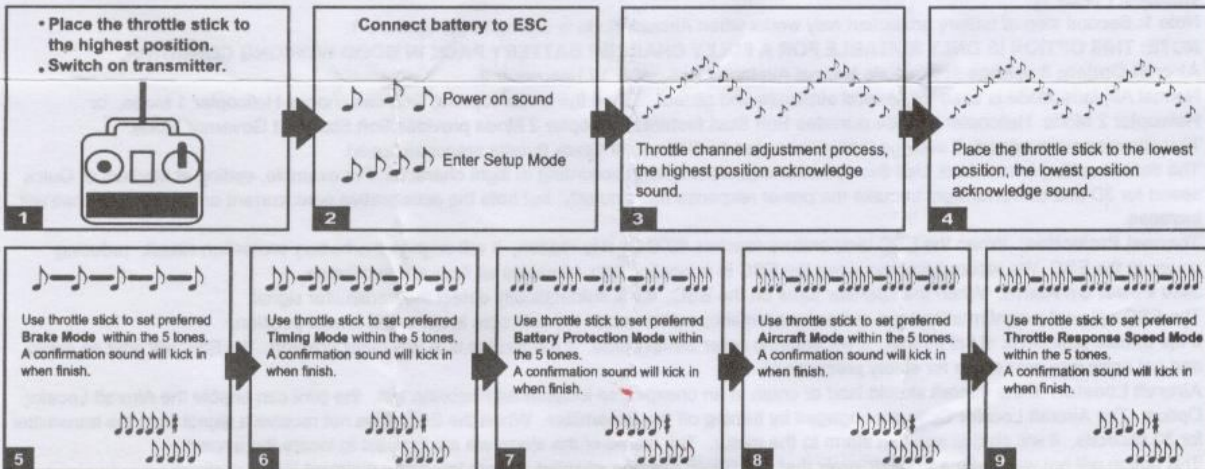 • Place the throttle stick to
the highest position.
• Switch on transmitter.
1
Connect battery to ESC
Power on sound
Enter Setup Mode
2
Throttle channel adjustment process,
the highest position acknowledge
sound.
3
Place the throttle stick to the lowest
position, the lowest position
acknowledge sound.
4
Use throttle stick to set preferred
Brake Mode within the 5 tones.
A confirmation sound will kick in
when finish.
5
Use throttle stick to set preferred
Timing Mode within the 5 tones.
A confirmation sound will kick in
when finish.
6
Use throttle stick to set preferred
Battery Protection Mode within
the 5 tones.
A confirmation sound will kick in
when finish.
7
Use throttle stick to set preferred
Aircraft Mode within the 5 tones.
A confirmation sound will kick in
when finish.
8
Use throttle stick to set preferred
Throttle Response Speed Mode
within the 5 tones.
A confirmation sound will kick in
when finish.
9